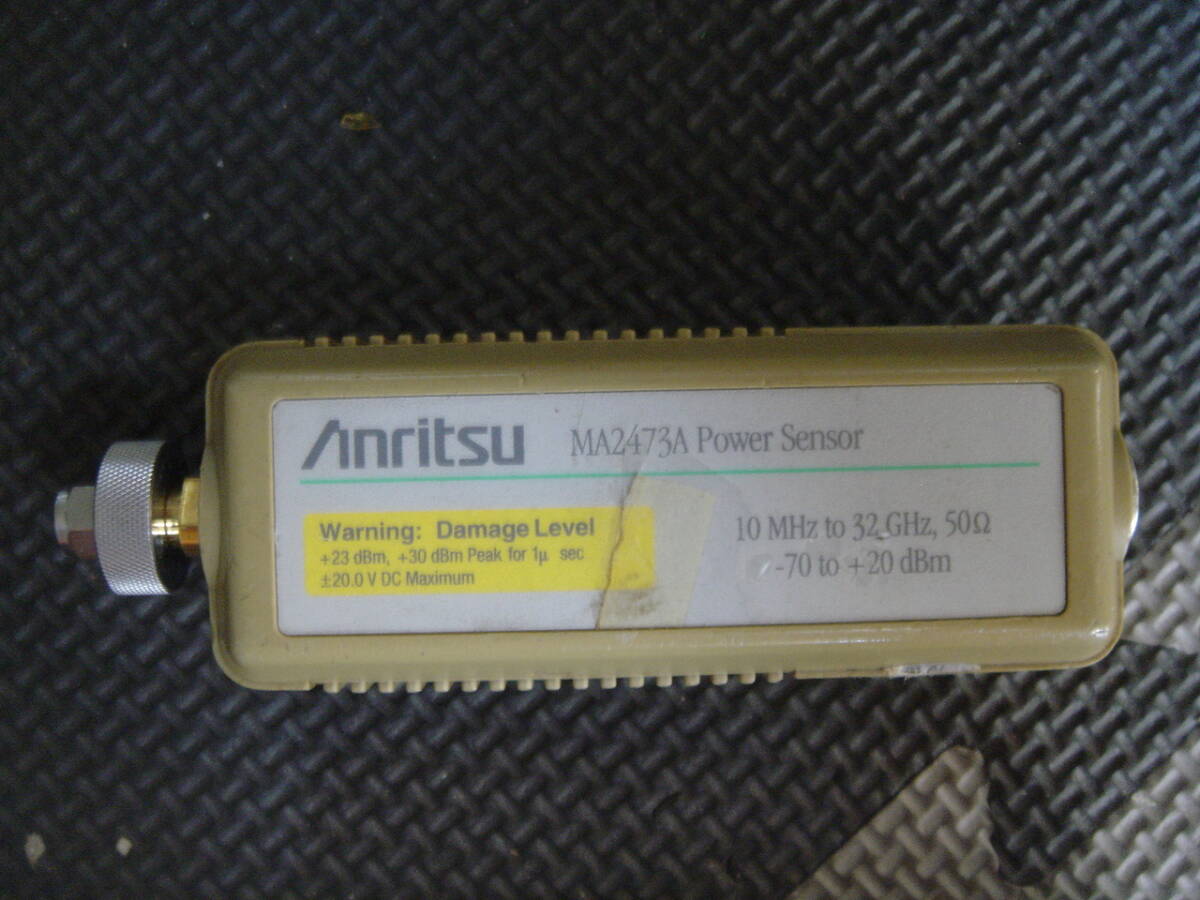 Anritsu MA2473A Power Sensor
Warning: Damage Level
+23 dBm, +30 dBm Peak for 1μ sec
±20.0 V DC Maximum
10 MHz to 32 GHz, 50Ω
-70 to +20 dBm